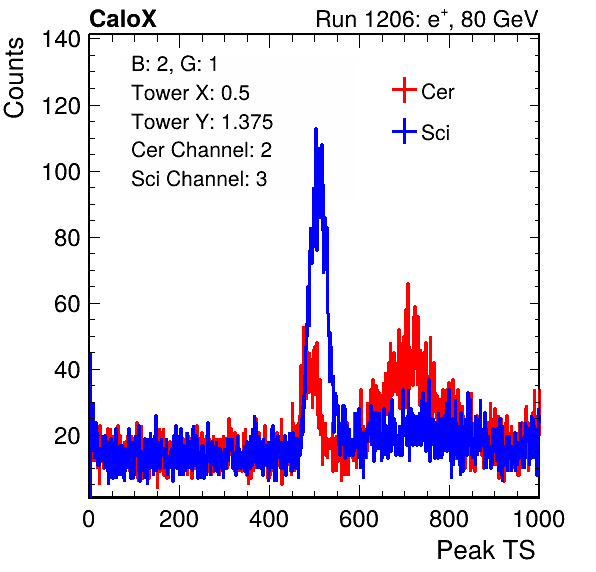 CaloX Run 1206: e⁺, 80 GeV
B: 2, G: 1
Tower X: 0.5
Tower Y: 1.375
Cer Channel: 2
Sci Channel: 3
Cer
Sci
Counts
140
120
100
80
60
40
20
0 200 400 600 800 1000
Peak TS